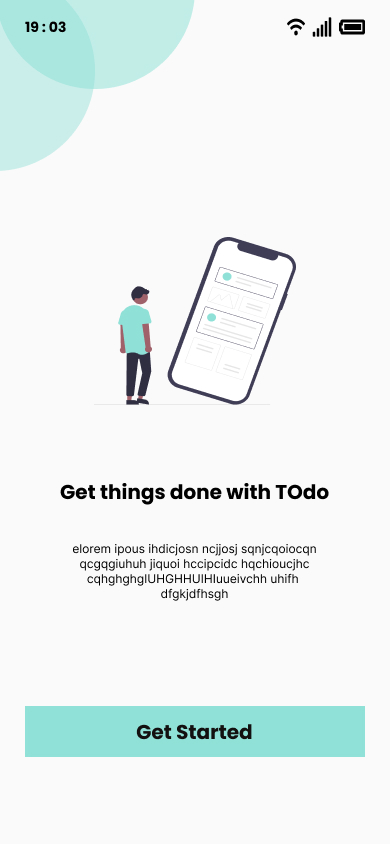 19 : 03
Get things done with TOdo
elorem ipous ihdicjosn ncjjosj sqnjcqoiocqn
qcgqgiuhuh jiquoi hccipcidc hqchioucjhc
cqhghghgIUHGHHUIHIuueivchh uhifh
dfgkjdfhsgh
Get Started